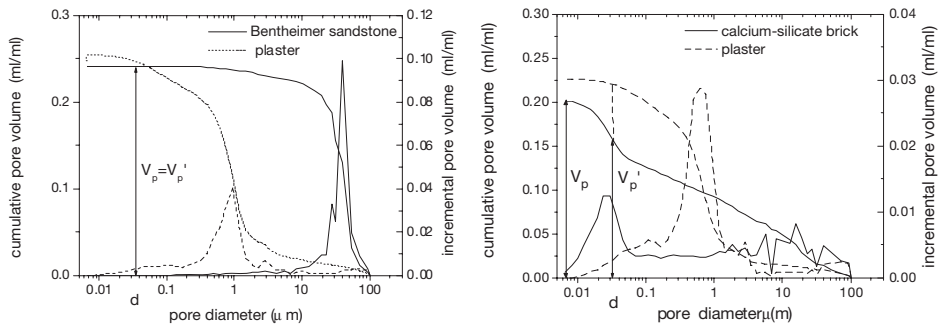 0.12
0.3
Bentheimer sandstone
plaster
0.10
0.2
0.08
0.06
Vp=Vp'
0.1
0.04
0.02
0.0
0.00
0.01
0.1
1
10
100
d
pore diameter (μ m)
cumulative pore volume (ml/ml)
incremental pore volume (ml/ml)
0.30
0.04
calcium-silicate brick
plaster
0.25
0.03
0.20
0.15
0.02
Vp
Vp'
0.10
0.01
0.05
0.00
0.00
0.01
0.1
1
10
100
d
pore diameterμ(m)
cumulative pore volume (ml/ml)
incremental pore volume (ml/ml)